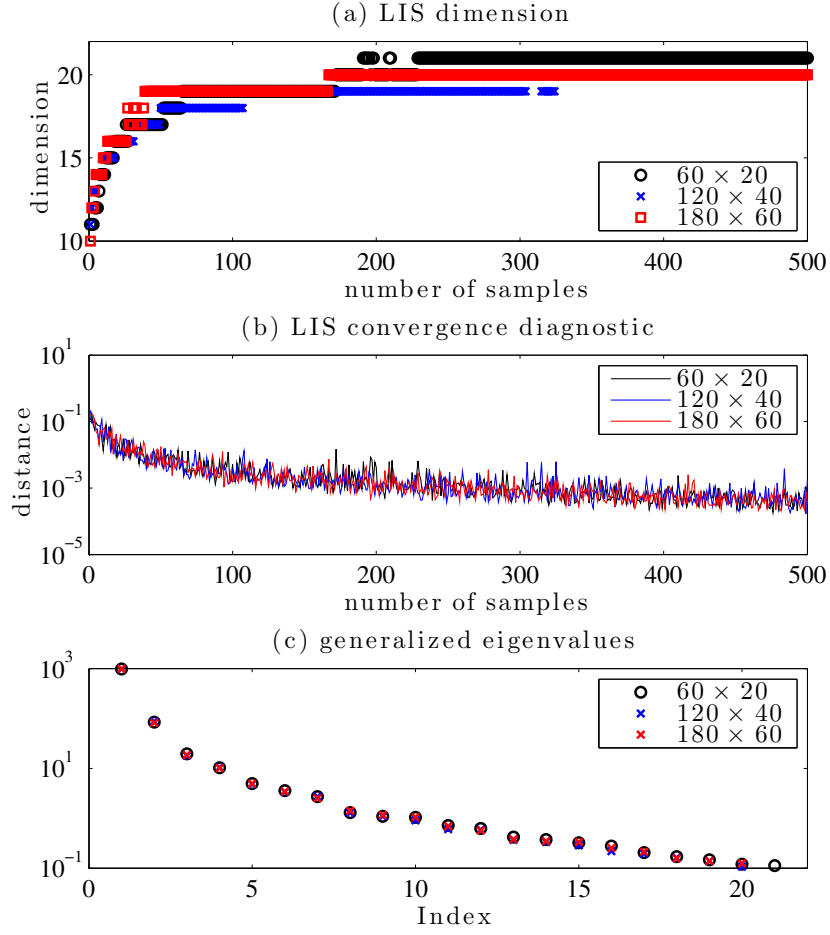 (a) LIS dimension
dimension
20
15
10
60 × 20
120 × 40
180 × 60
0 100 200 300 400 500
number of samples
(b) LIS convergence diagnostic
distance
10^1
10^-1
10^-3
10^-5
60 × 20
120 × 40
180 × 60
0 100 200 300 400 500
number of samples
(c) generalized eigenvalues
10^3
10^1
10^-1
60 × 20
120 × 40
180 × 60
0 5 10 15 20
Index